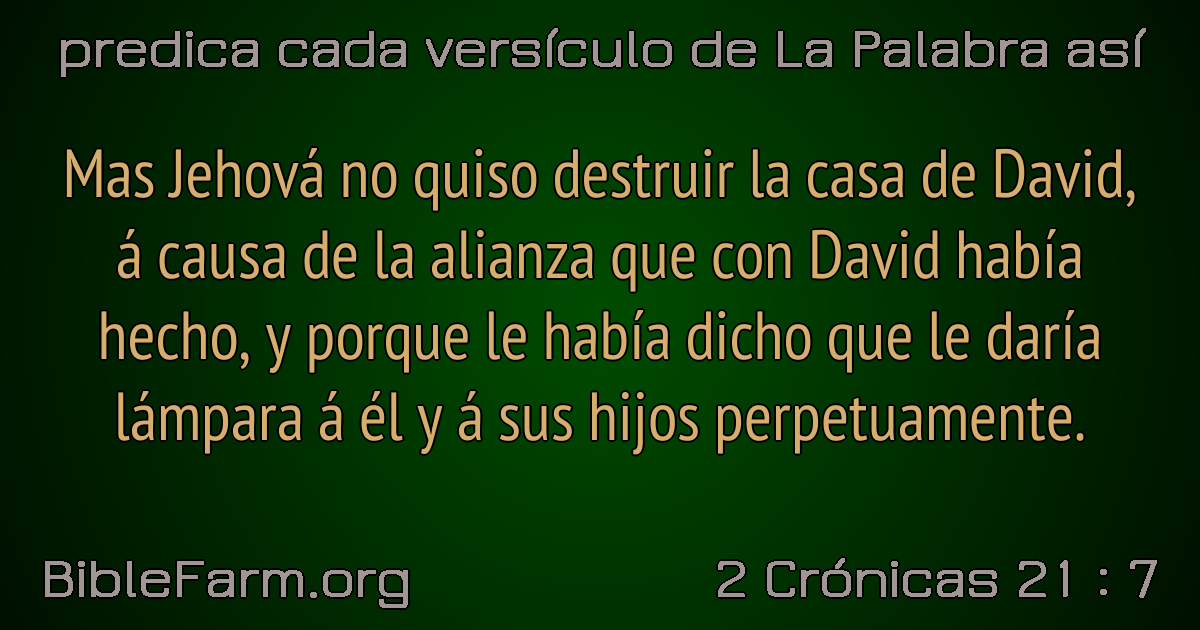 predica cada versículo de La Palabra así
Mas Jehová no quiso destruir la casa de David,
á causa de la alianza que con David había
hecho, y porque le había dicho que le daría
lámpara á él y á sus hijos perpetuamente.
BibleFarm.org
2 Crónicas 21 : 7